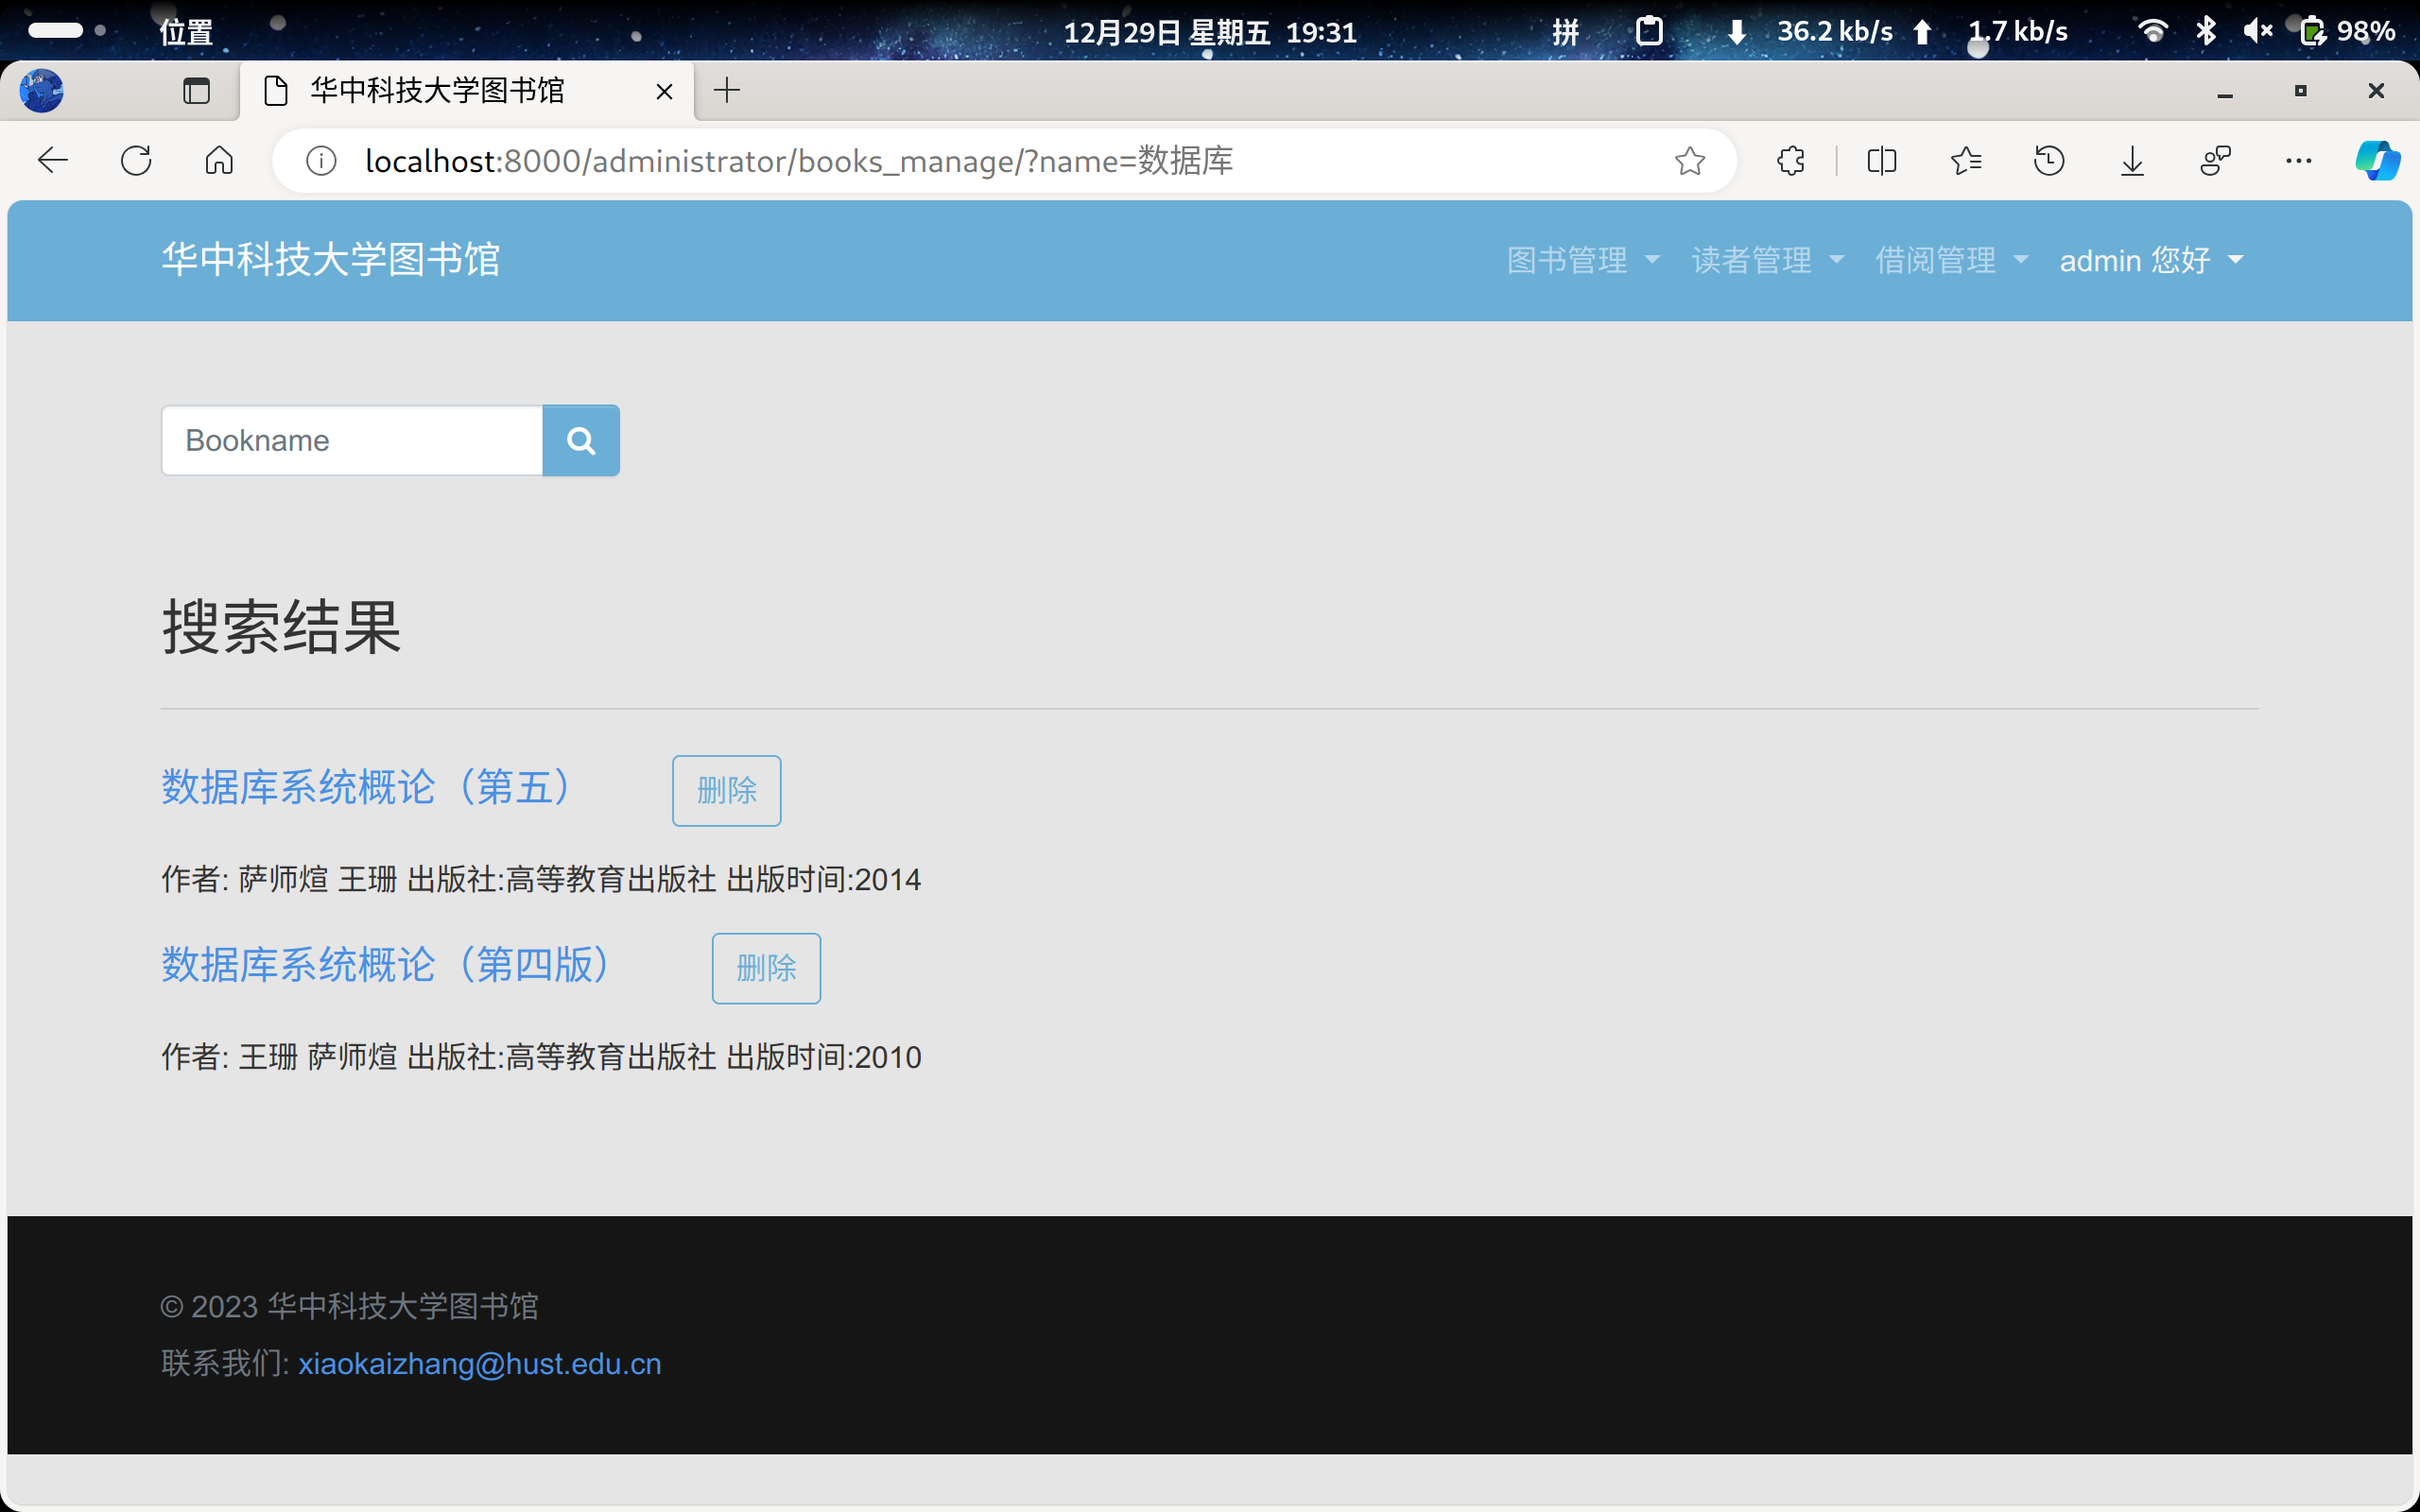 位置 12月29日 星期五 19:31 拼 36.2 kb/s 1.7 kb/s 98%
华中科技大学图书馆
localhost:8000/administrator/books_manage/?name=数据库
华中科技大学图书馆 图书管理 读者管理 借阅管理 admin 您好
Bookname
搜索结果
数据库系统概论（第五） 删除
作者: 萨师煊 王珊 出版社:高等教育出版社 出版时间:2014
数据库系统概论（第四版） 删除
作者: 王珊 萨师煊 出版社:高等教育出版社 出版时间:2010
© 2023 华中科技大学图书馆
联系我们: xiaokaizhang@hust.edu.cn